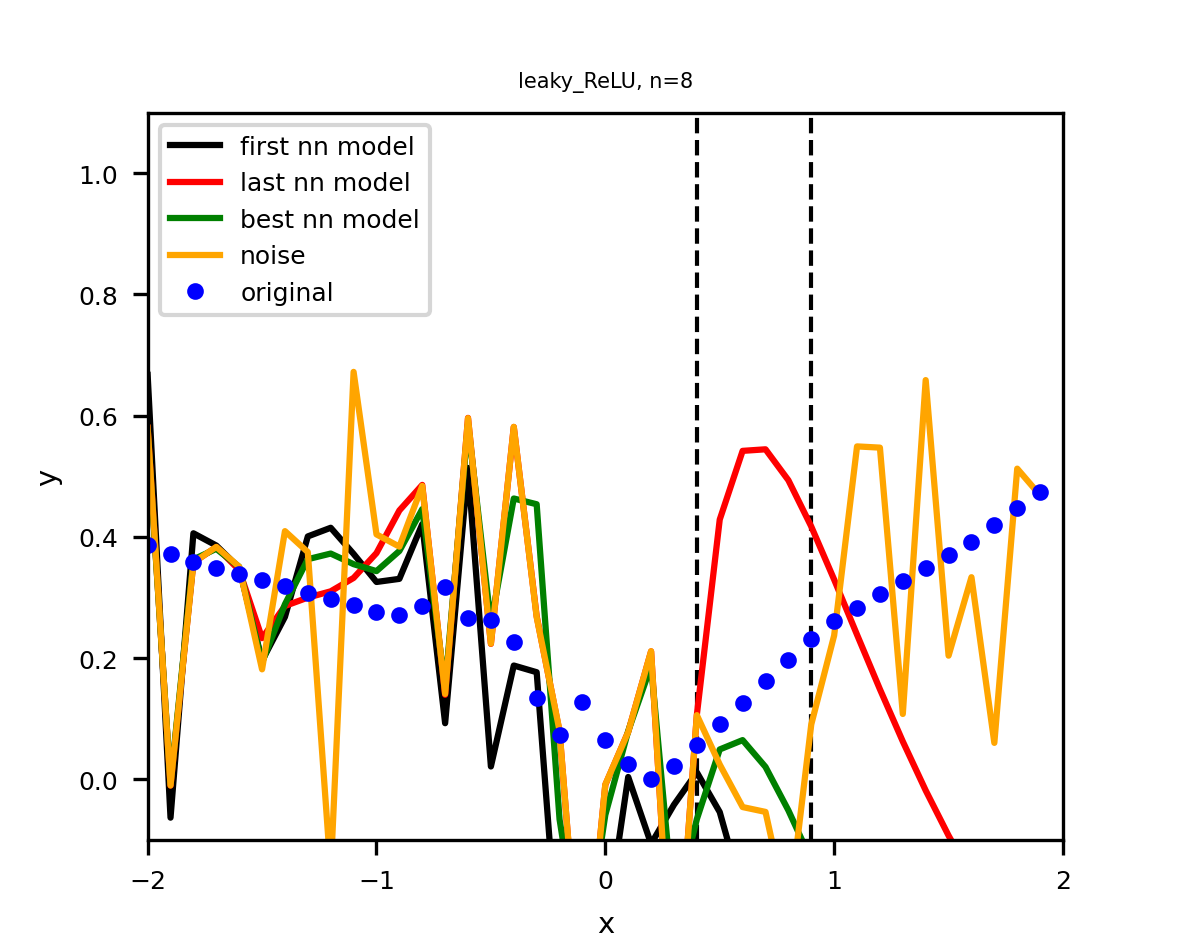 leaky_ReLU, n=8
first nn model
last nn model
best nn model
noise
original
1.0
0.8
0.6
0.4
0.2
0.0
y
−2
−1
0
1
2
x